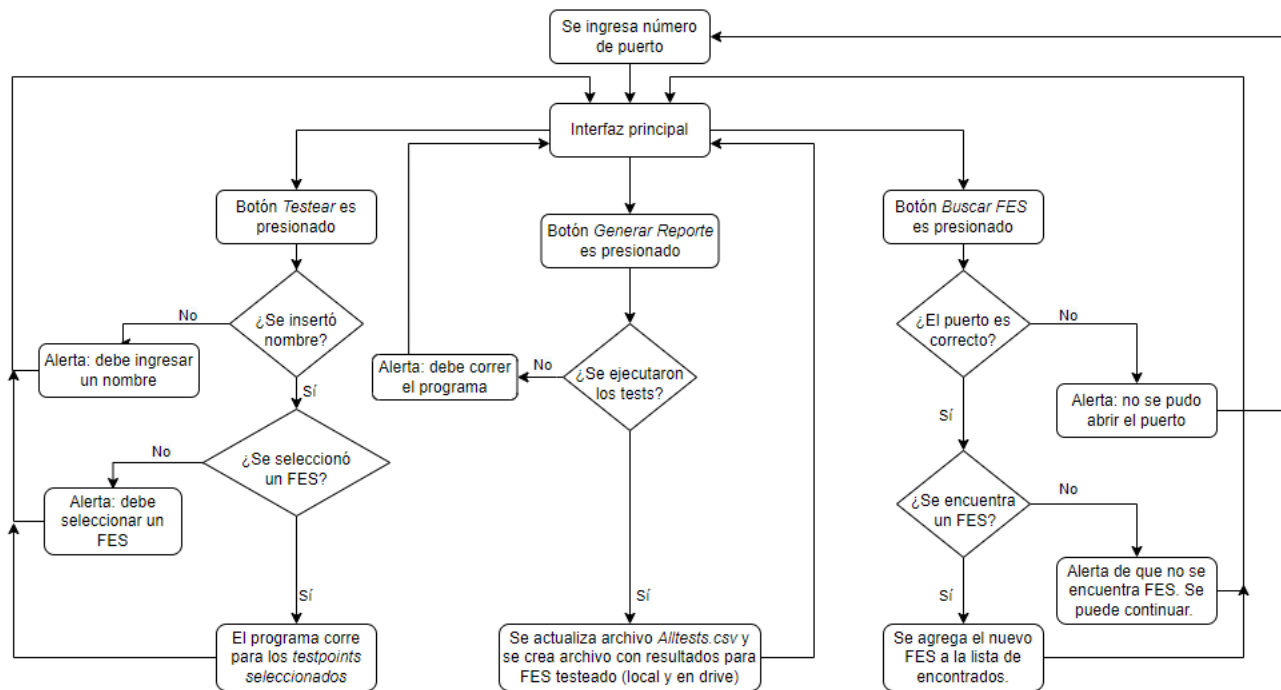 Se ingresa número
de puerto
Interfaz principal
Botón Testear es
presionado
¿Se insertó
nombre?
No
Alerta: debe ingresar
un nombre
Sí
¿Se seleccionó
un FES?
No
Alerta: debe
seleccionar un
FES
Sí
El programa corre
para los testpoints
seleccionados
Botón Generar Reporte
es presionado
¿Se ejecutaron
los tests?
No
Alerta: debe correr
el programa
Sí
Se actualiza archivo Alltests.csv y
se crea archivo con resultados para
FES testeado (local y en drive)
Botón Buscar FES
es presionado
¿El puerto es
correcto?
No
Alerta: no se pudo
abrir el puerto
Sí
¿Se encuentra
un FES?
No
Alerta de que no se
encuentra FES. Se
puede continuar.
Sí
Se agrega el nuevo
FES a la lista de
encontrados.